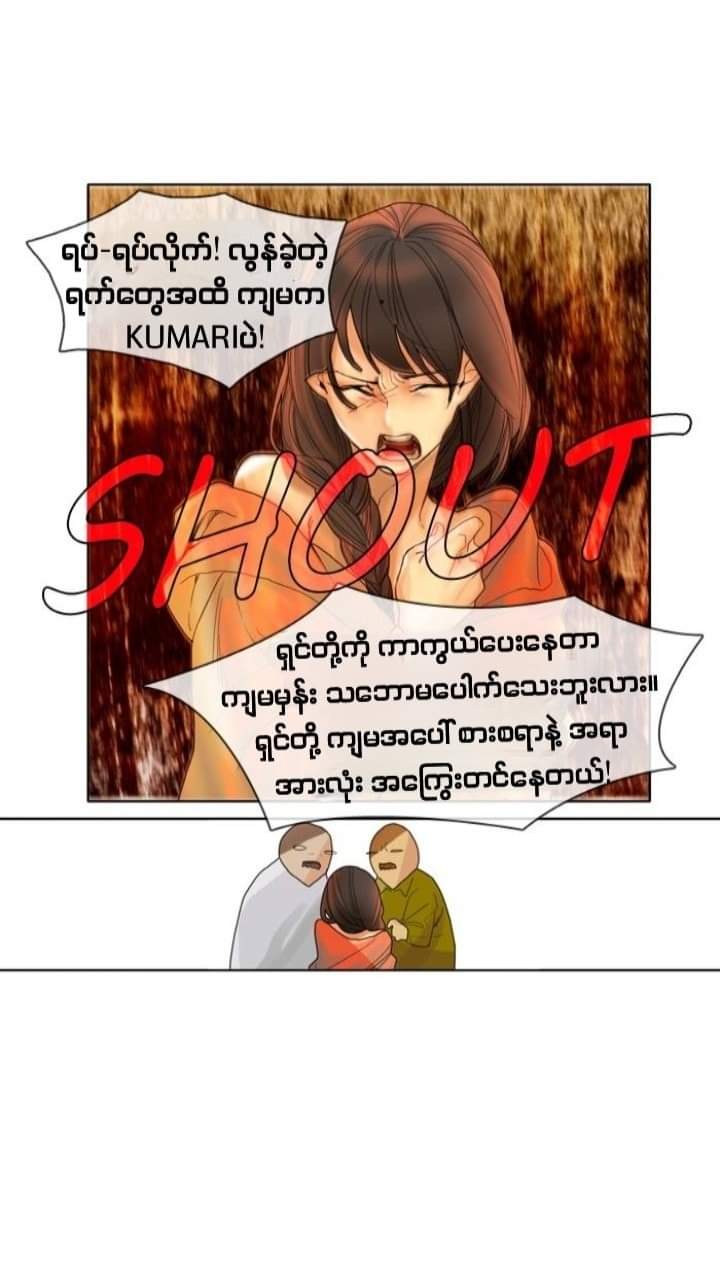 ရပ်-ရပ်လိုက်! လွန်ခဲ့တဲ့
ရက်တွေအထိ ကျမက
KUMARIပဲ!
SHOUT
ရှင်တို့ကို ကာကွယ်ပေးနေတာ
ကျမမှန်း သဘောမပေါက်သေးဘူးလား။
ရှင်တို့ ကျမအပေါ် စားစရာနဲ့ အရာ
အားလုံး အကြွေးတင်နေတယ်!